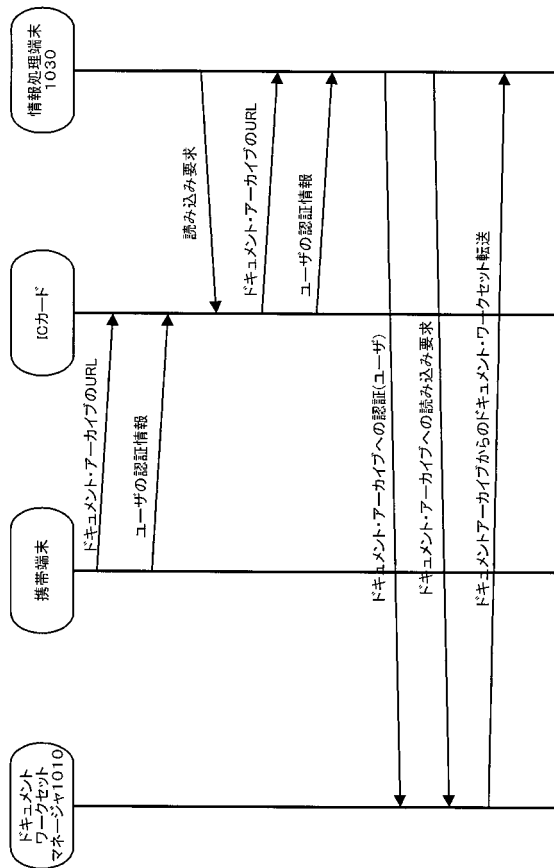 ドキュメント
ワークセット
マネージャ1010
携帯端末
ICカード
情報処理端末
1030
ドキュメント・アーカイブのURL
ユーザの認証情報
読み込み要求
ドキュメント・アーカイブのURL
ユーザの認証情報
ドキュメント・アーカイブへの認証(ユーザ)
ドキュメント・アーカイブへの読み込み要求
ドキュメントアーカイブからのドキュメント・ワークセット転送